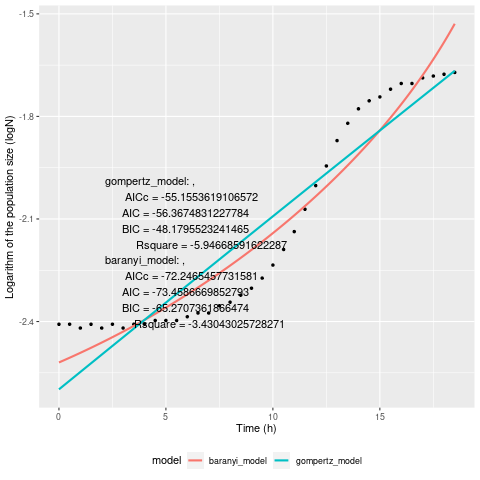 -1.5
-1.8
-2.1
-2.4
Logarithm of the population size (logN)
gompertz_model: ,
AICc = -55.1553619106572
AIC = -56.3674831227784
BIC = -48.1795523241465
Rsquare = -5.94668591622287
baranyi_model: ,
AICc = -72.2465457731581
AIC = -73.4586669852793
BIC = -65.2707361866474
Rsquare = -3.43043025728271
0 5 10 15
Time (h)
model baranyi_model gompertz_model